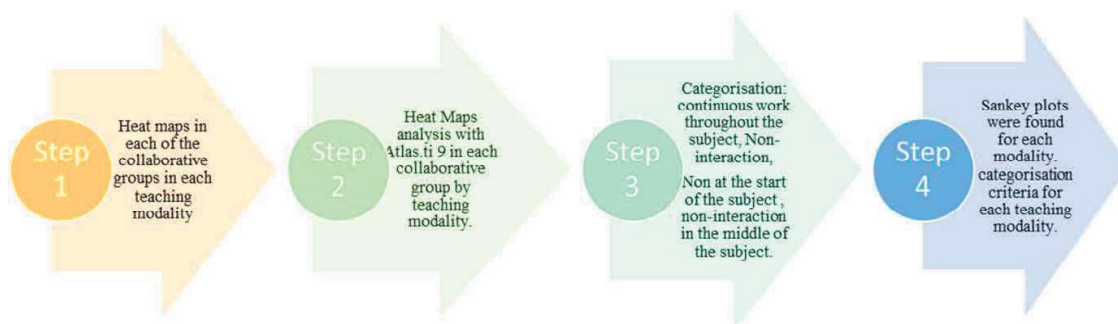 Step
1
Heat maps in
each of the
collaborative
groups in each
teaching
modality
Step
2
Heat Maps
analysis with
Atlas.ti 9 in each
collaborative
group by
teaching
modality.
Step
3
Categorisation:
continuous work
throughout the
subject, Non-
interaction,
Non at the start
of the subject ,
non-interaction
in the middle of
the subject.
Step
4
Sankey plots
were found
for each
modality.
categorisation
criteria for
each teaching
modality.